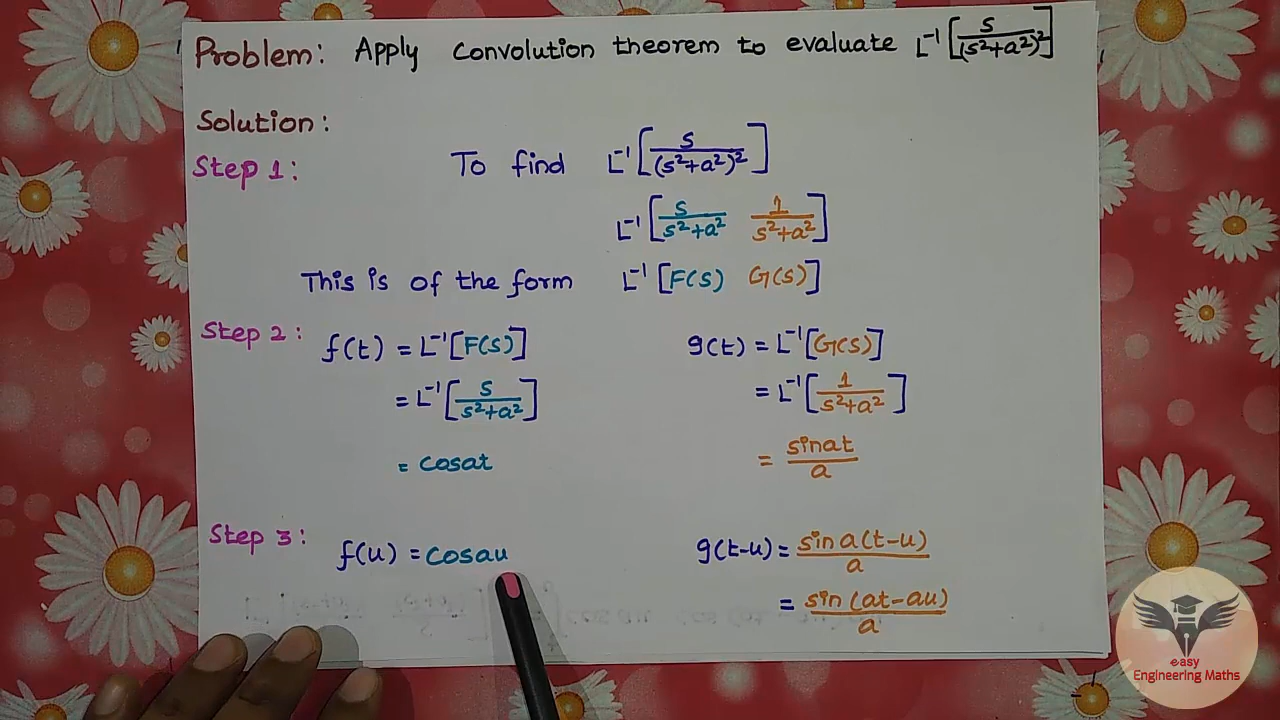 Problem: Apply Convolution theorem to evaluate L⁻¹[s/(s²+a²)²]
Solution:
Step 1: To find L⁻¹[s/(s²+a²)²]
L⁻¹[s/(s²+a²) 1/(s²+a²)]
This is of the form L⁻¹[F(s) G(s)]
Step 2: f(t) = L⁻¹[F(s)] g(t) = L⁻¹[G(s)]
= L⁻¹[s/(s²+a²)] = L⁻¹[1/(s²+a²)]
= cosat = sinat/a
Step 3: f(u) = cosau g(t-u) = sin a(t-u)/a
= sin (at-au)/a
easy
Engineering Maths